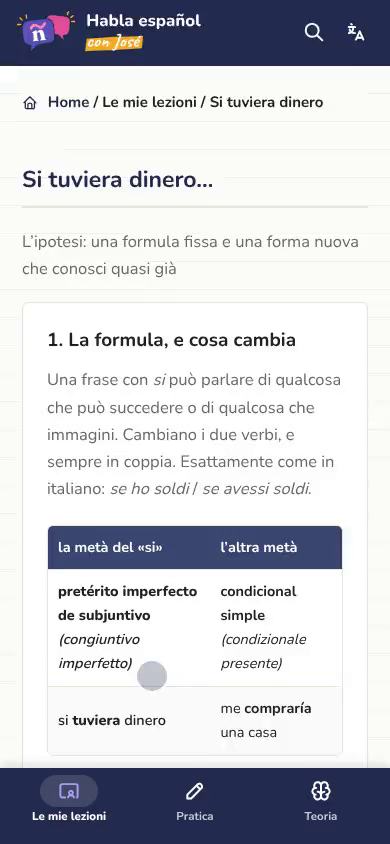 ñ
Habla español
con José
Home / Le mie lezioni / Si tuviera dinero
Si tuviera dinero...
L’ipotesi: una formula fissa e una forma nuova
che conosci quasi già
1. La formula, e cosa cambia
Una frase con si può parlare di qualcosa
che può succedere o di qualcosa che
immagini. Cambiano i due verbi, e
sempre in coppia. Esattamente come in
italiano: se ho soldi / se avessi soldi.
la metà del «si»
l’altra metà
pretérito imperfecto
de subjuntivo
(congiuntivo
imperfetto)
condicional
simple
(condizionale
presente)
si tuviera dinero
me compraría
una casa
Le mie lezioni
Pratica
Teoria